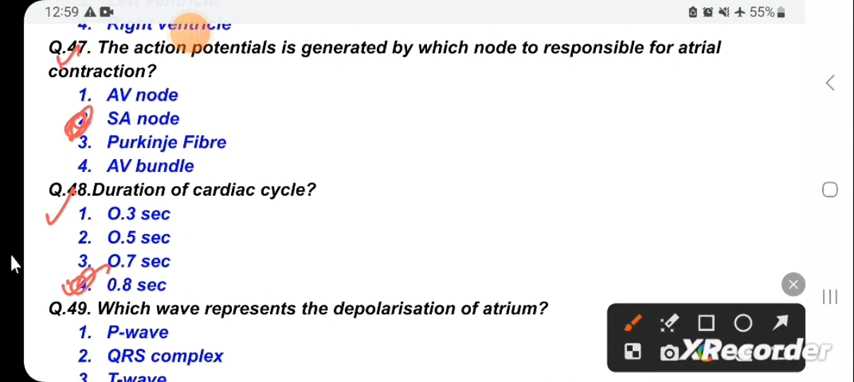 12:59
55%
3. Left ventricle
4. Right ventricle
Q.47. The action potentials is generated by which node to responsible for atrial
contraction?
1. AV node
2. SA node
3. Purkinje Fibre
4. AV bundle
Q.48.Duration of cardiac cycle?
1. O.3 sec
2. O.5 sec
3. O.7 sec
4. 0.8 sec
Q.49. Which wave represents the depolarisation of atrium?
1. P-wave
2. QRS complex
3. T-wave
XRecorder